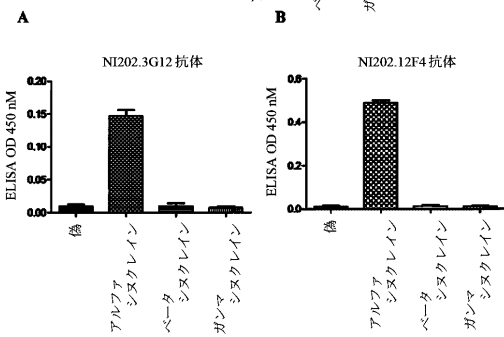 A
NI202.3G12 抗体
ELISA OD 450 nM
0.20
0.15
0.10
0.05
0.00
偽
アルファ
シヌクレイン
ベータ
シヌクレイン
ガンマ
シヌクレイン
B
NI202.12F4 抗体
ELISA OD 450 nM
0.6
0.4
0.2
0.0
偽
アルファ
シヌクレイン
ベータ
シヌクレイン
ガンマ
シヌクレイン